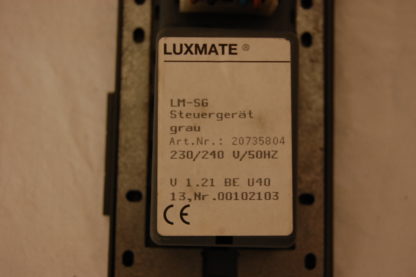 LUXMATE ®
LM-SG
Steuergerät
grau
Art.Nr.: 20735804
230/240 V/50HZ
V 1.21 BE U40
13,Nr.00102103
CE